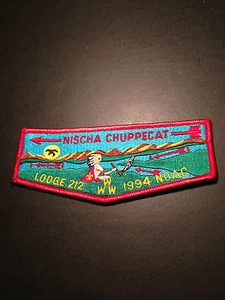 NISCHA CHUPPECAT
LODGE 212 WW 1994 NOAC